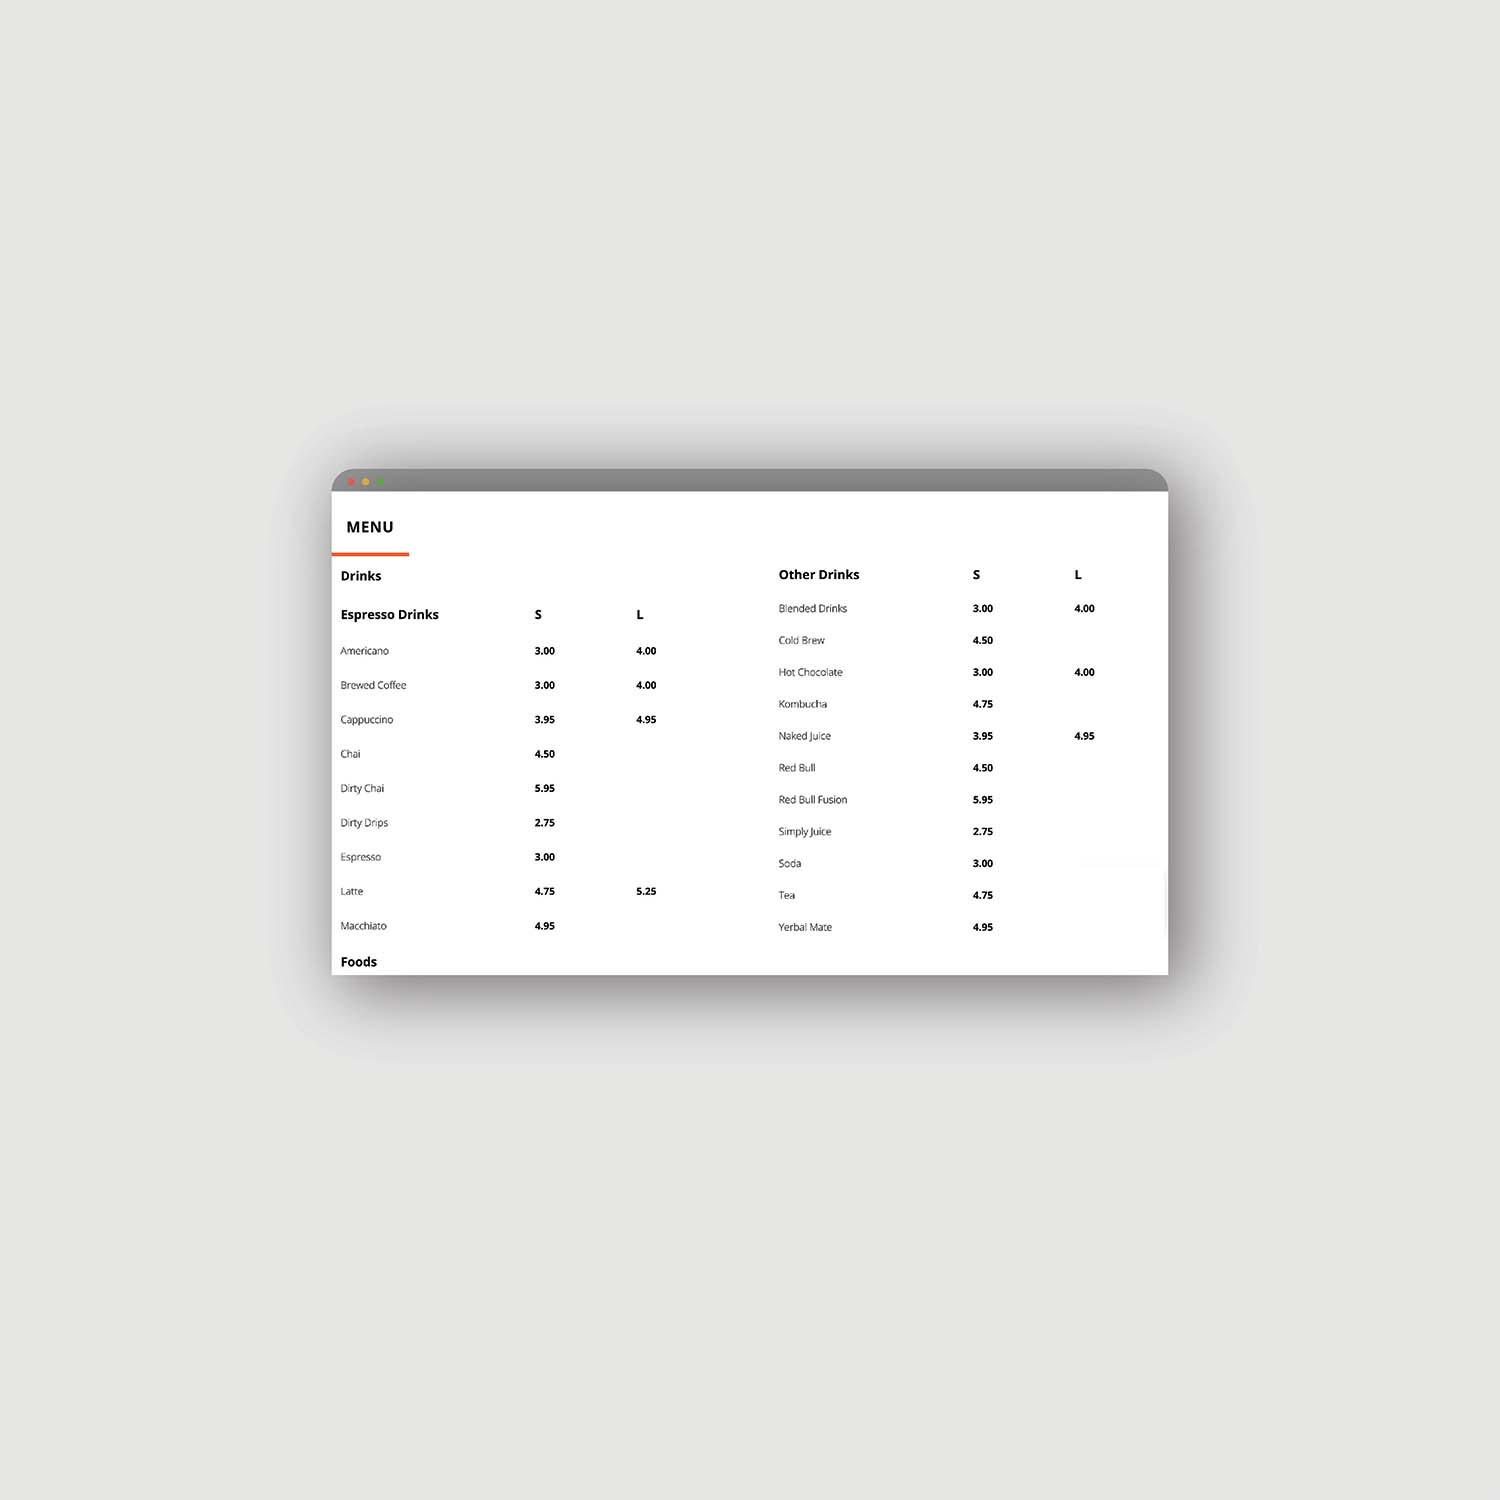 MENU
Drinks
Espresso Drinks S L
Americano 3.00 4.00
Brewed Coffee 3.00 4.00
Cappuccino 3.95 4.95
Chai 4.50
Dirty Chai 5.95
Dirty Drips 2.75
Espresso 3.00
Latte 4.75 5.25
Macchiato 4.95
Foods
Other Drinks S L
Blended Drinks 3.00 4.00
Cold Brew 4.50
Hot Chocolate 3.00 4.00
Kombucha 4.75
Naked Juice 3.95 4.95
Red Bull 4.50
Red Bull Fusion 5.95
Simply Juice 2.75
Soda 3.00
Tea 4.75
Yerbal Mate 4.95